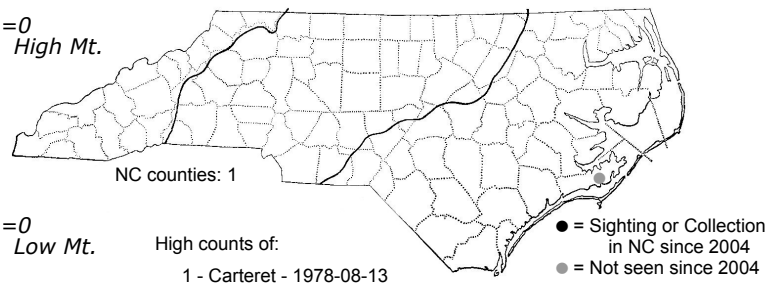 =0
High Mt.
NC counties: 1
=0
Low Mt.
High counts of:
1 - Carteret - 1978-08-13
● = Sighting or Collection
in NC since 2004
● = Not seen since 2004